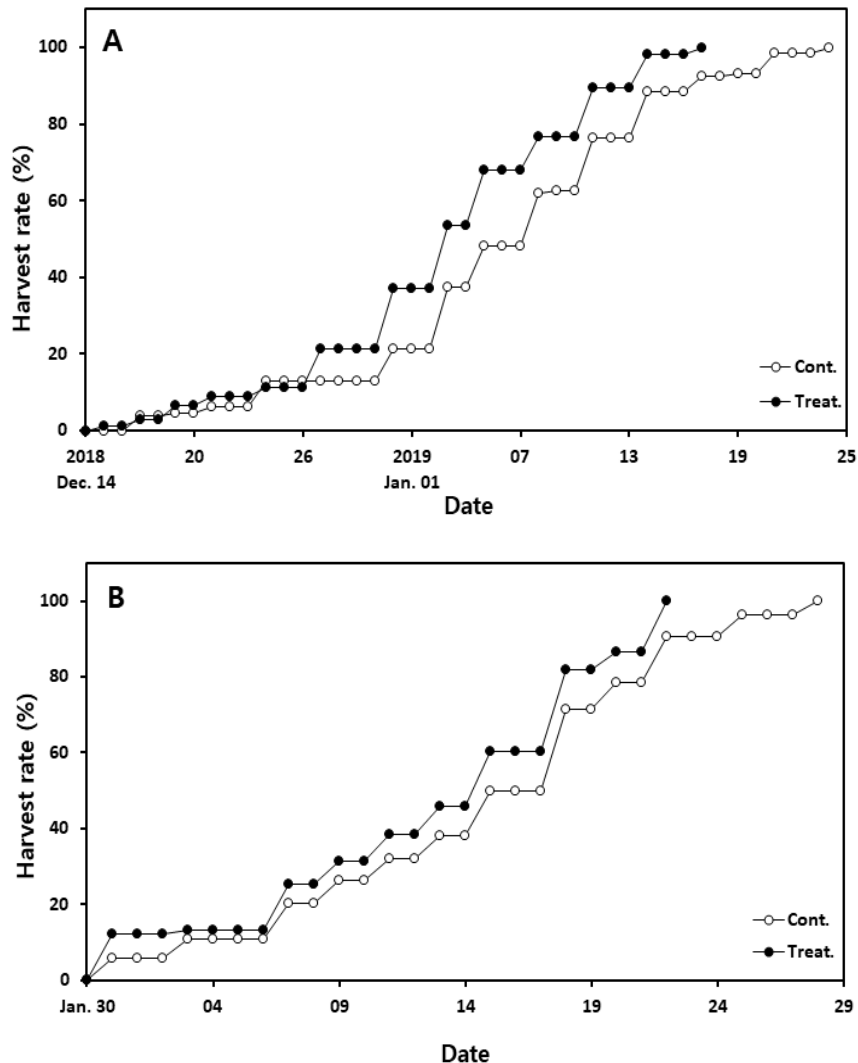 A
100
80
60
40
20
0
Harvest rate (%)
Cont.
Treat.
2018 20 26 2019 07 13 19 25
Dec. 14 Jan. 01
Date
B
100
80
60
40
20
0
Harvest rate (%)
Cont.
Treat.
Jan. 30 04 09 14 19 24 29
Date